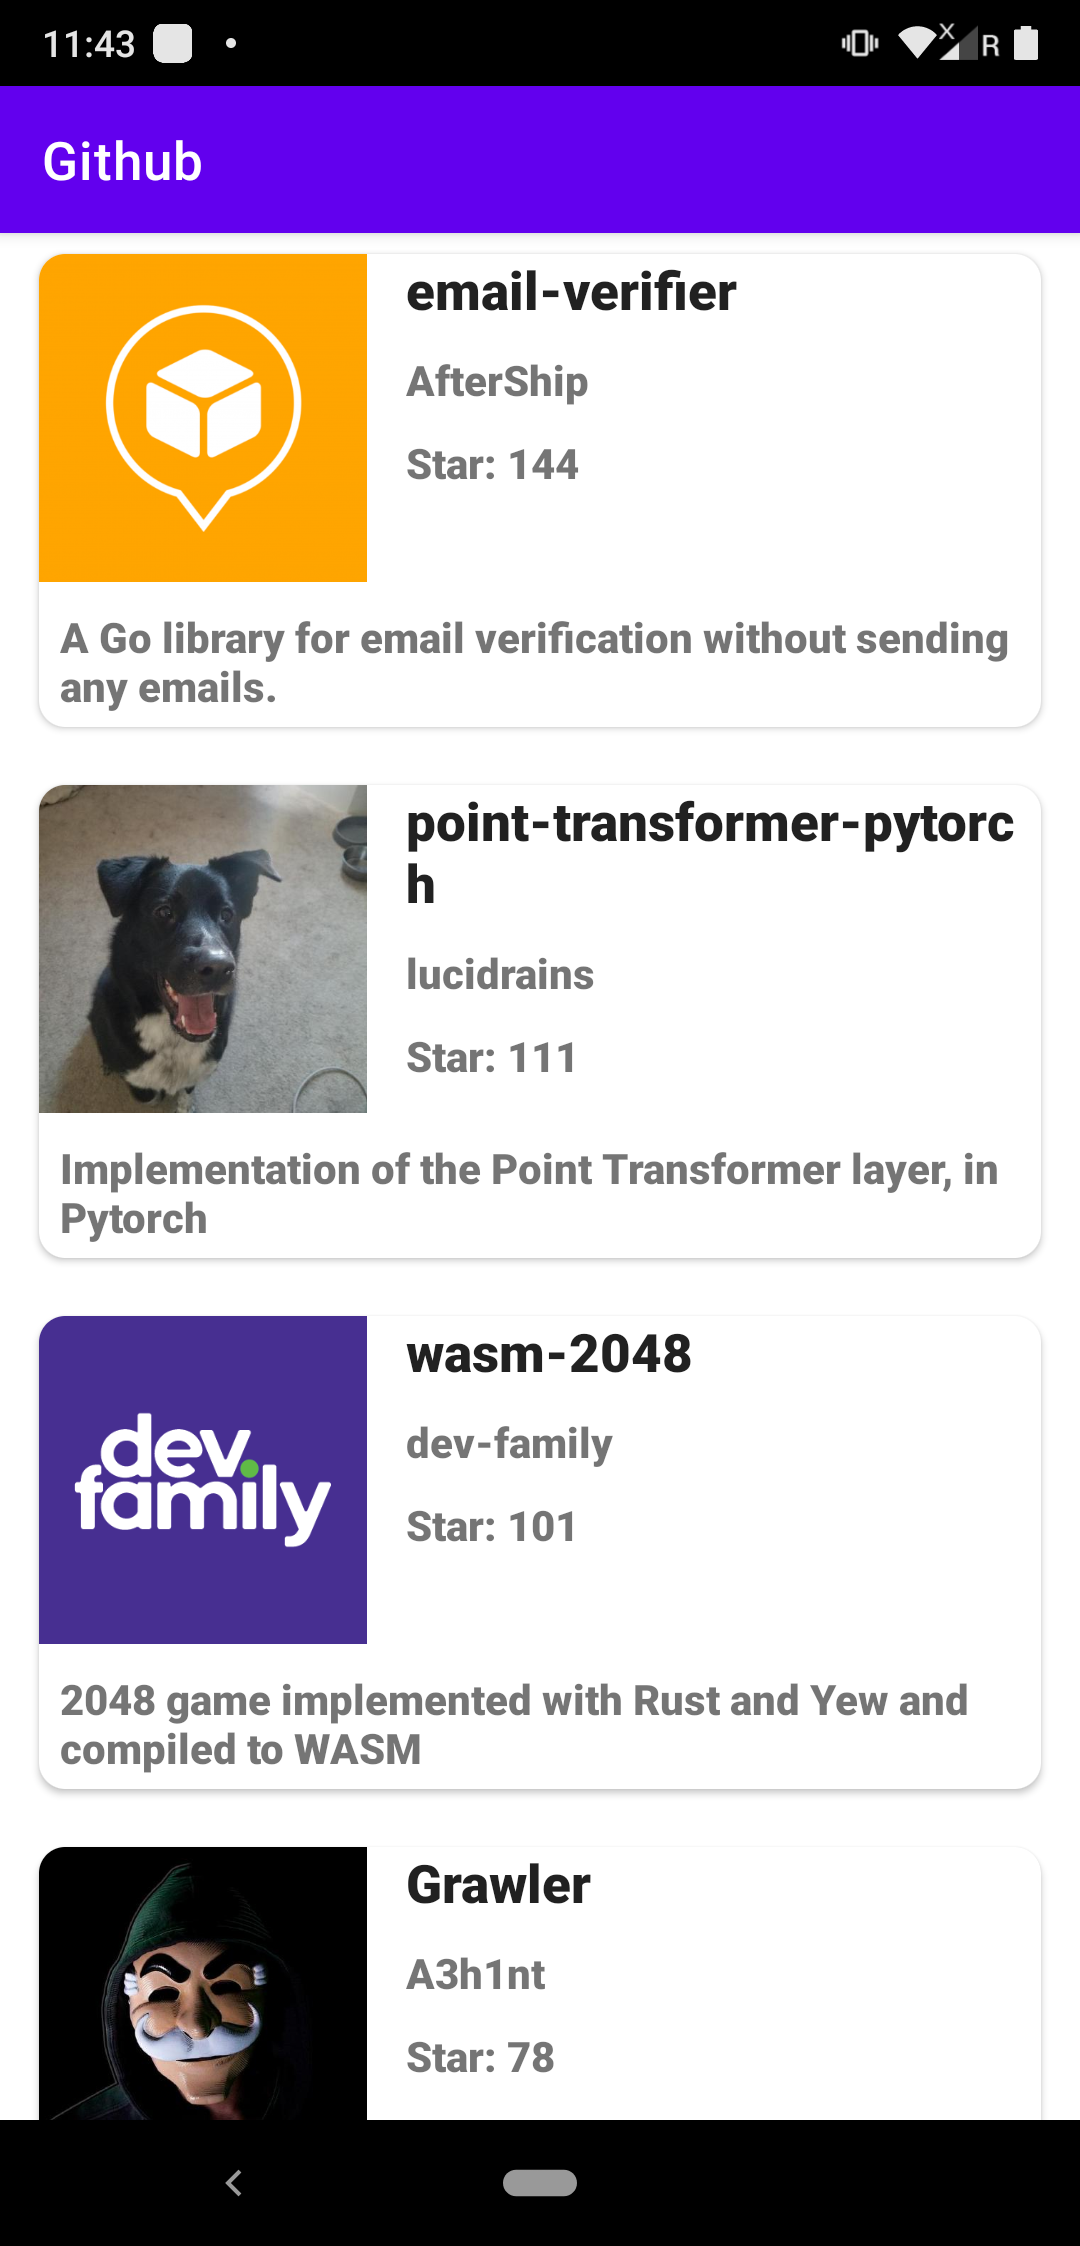 11:43
R
Github
email-verifier
AfterShip
Star: 144
A Go library for email verification without sending
any emails.
point-transformer-pytorc
h
lucidrains
Star: 111
Implementation of the Point Transformer layer, in
Pytorch
wasm-2048
dev-family
Star: 101
dev.
family
2048 game implemented with Rust and Yew and
compiled to WASM
Grawler
A3h1nt
Star: 78